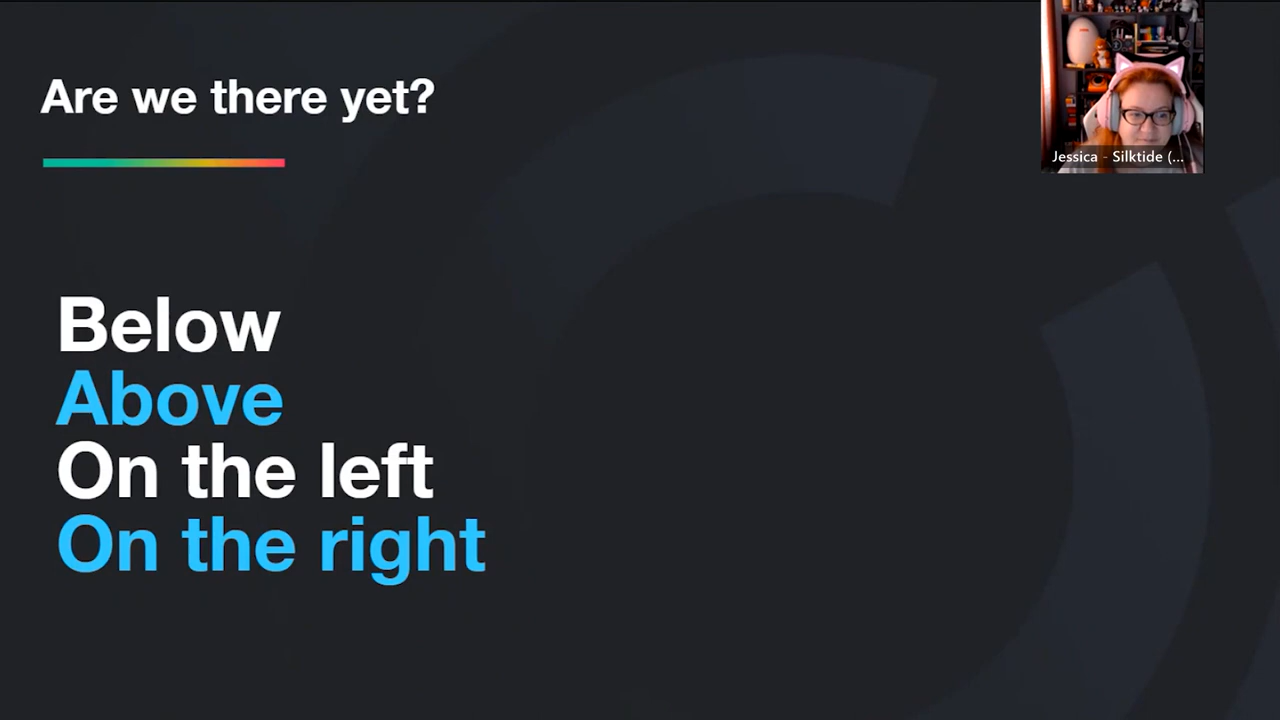 Are we there yet?
Jessica - Silktide (...
Below
Above
On the left
On the right